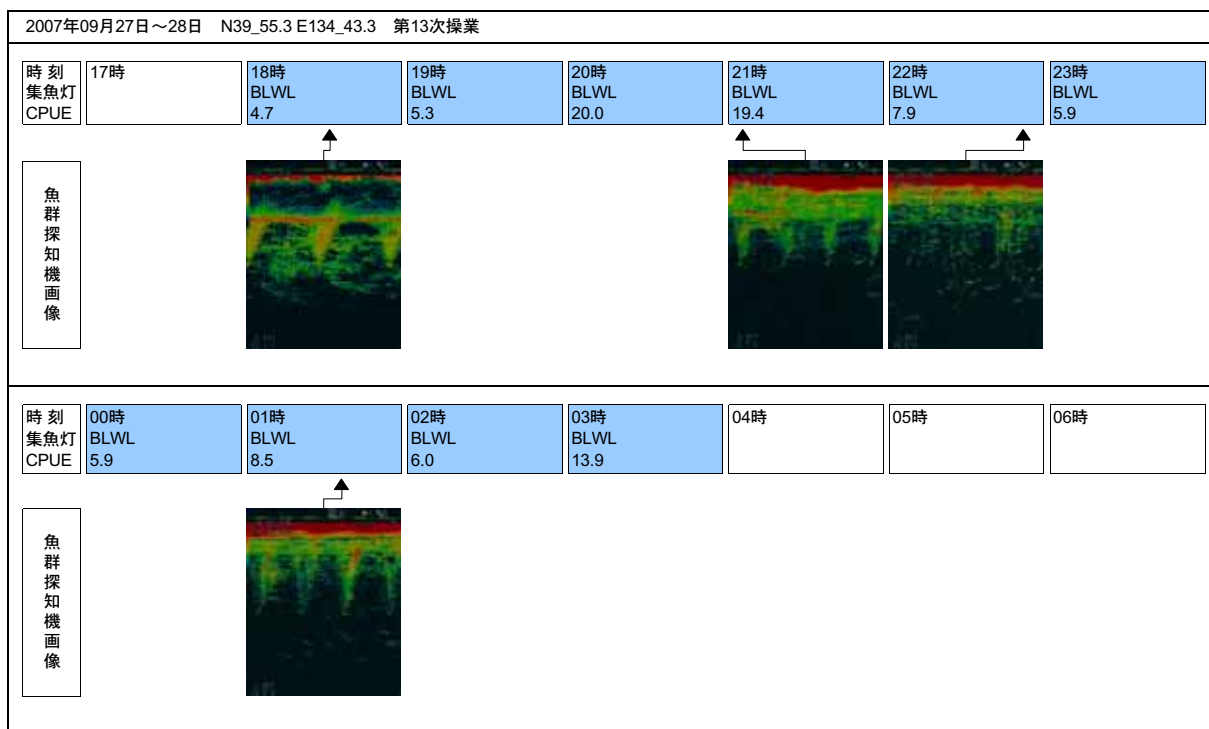 2007年09月27日～28日 N39_55.3 E134_43.3 第13次操業
時 刻
集魚灯
CPUE
17時
18時
BLWL
4.7
19時
BLWL
5.3
20時
BLWL
20.0
21時
BLWL
19.4
22時
BLWL
7.9
23時
BLWL
5.9
魚群探知機画像
時 刻
集魚灯
CPUE
00時
BLWL
5.9
01時
BLWL
8.5
02時
BLWL
6.0
03時
BLWL
13.9
04時
05時
06時
魚群探知機画像